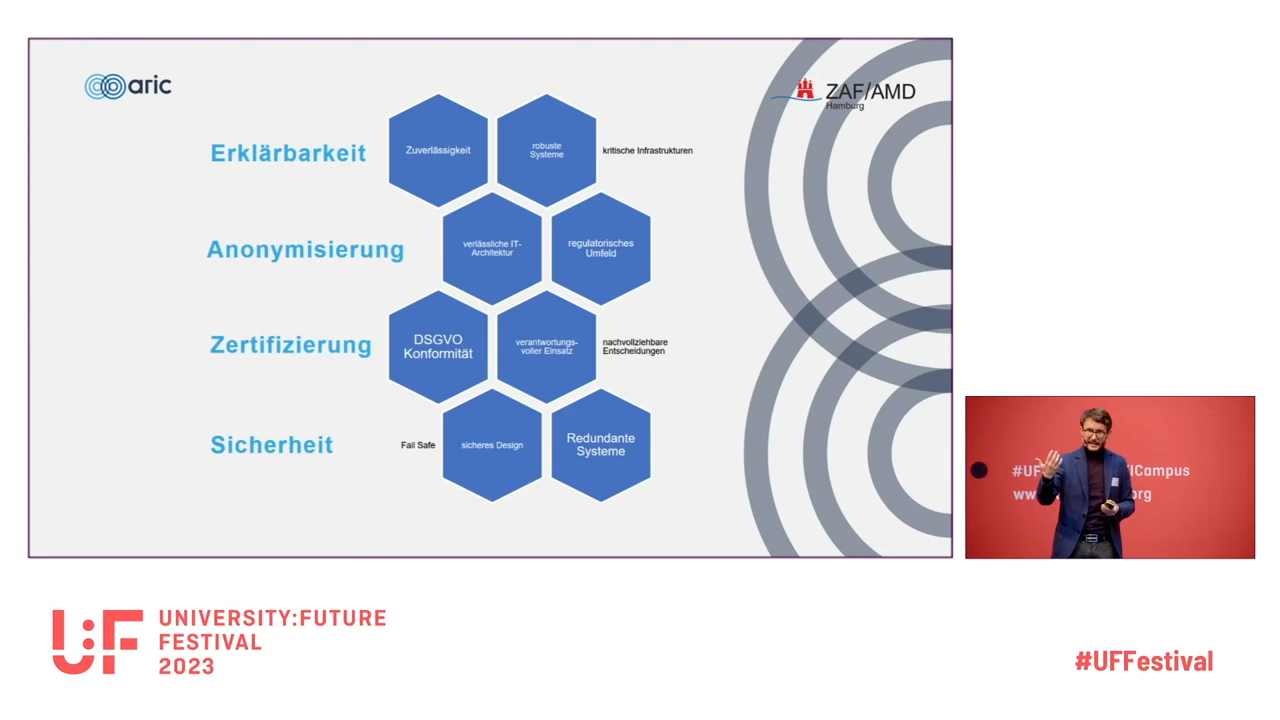 aric
ZAF/AMD
Hamburg
Erklärbarkeit
Zuverlässigkeit
robuste
Systeme
kritische Infrastrukturen
Anonymisierung
verlässliche IT-
Architektur
regulatorisches
Umfeld
Zertifizierung
DSGVO
Konformität
verantwortungs-
voller Einsatz
nachvollziehbare
Entscheidungen
Sicherheit
Fail Safe
sicheres Design
Redundante
Systeme
#UF
ICampus
www
org
U:F
UNIVERSITY:FUTURE
FESTIVAL
2023
#UFFestival